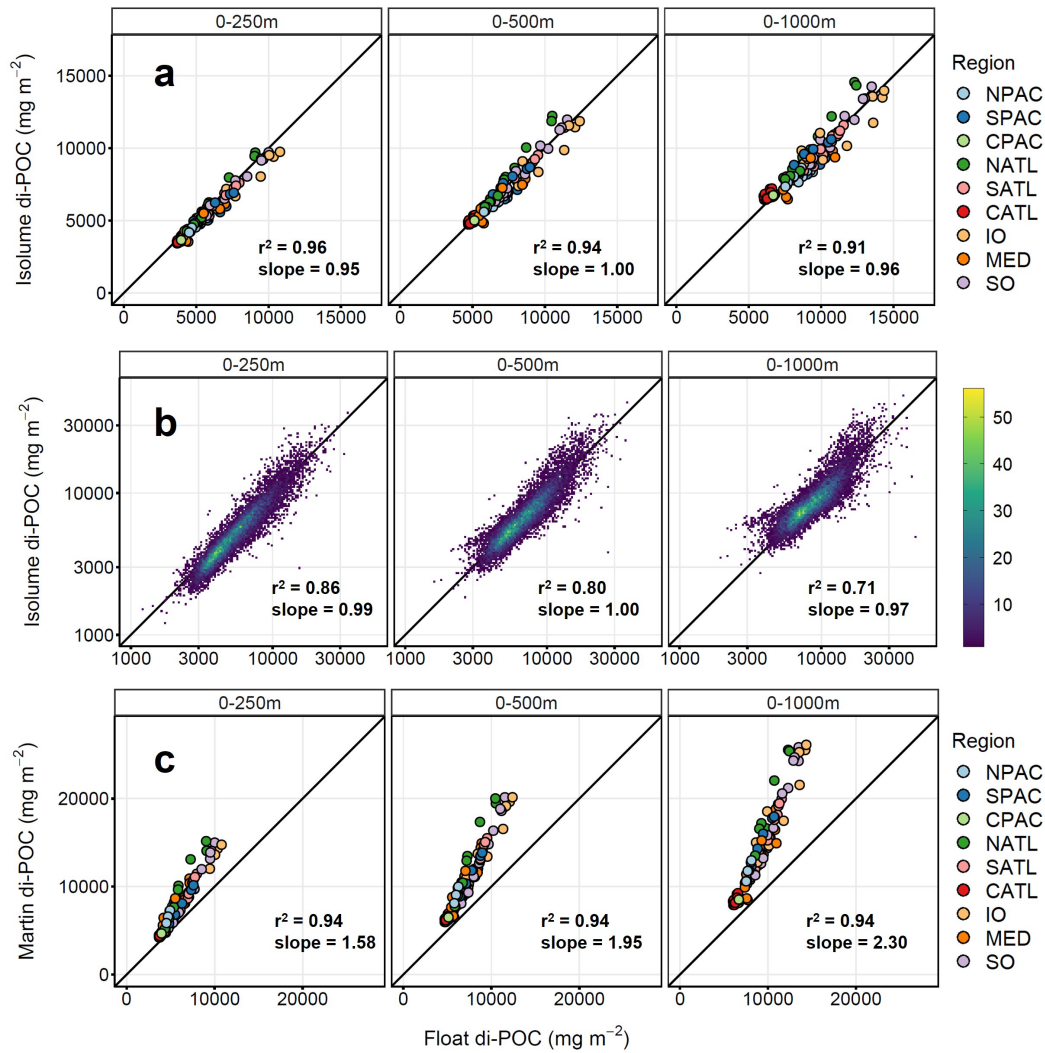 0-250m
0-500m
0-1000m
a
Isolume di-POC (mg m⁻²)
15000
10000
5000
0
r² = 0.96
slope = 0.95
r² = 0.94
slope = 1.00
r² = 0.91
slope = 0.96
0 5000 10000 15000
0 5000 10000 15000
0 5000 10000 15000
Region
NPAC
SPAC
CPAC
NATL
SATL
CATL
IO
MED
SO
0-250m
0-500m
0-1000m
b
Isolume di-POC (mg m⁻²)
30000
10000
3000
1000
r² = 0.86
slope = 0.99
r² = 0.80
slope = 1.00
r² = 0.71
slope = 0.97
1000 3000 10000 30000
1000 3000 10000 30000
1000 3000 10000 30000
50
40
30
20
10
0-250m
0-500m
0-1000m
c
Martin di-POC (mg m⁻²)
20000
10000
0
r² = 0.94
slope = 1.58
r² = 0.94
slope = 1.95
r² = 0.94
slope = 2.30
0 10000 20000
0 10000 20000
0 10000 20000
Region
NPAC
SPAC
CPAC
NATL
SATL
CATL
IO
MED
SO
Float di-POC (mg m⁻²)